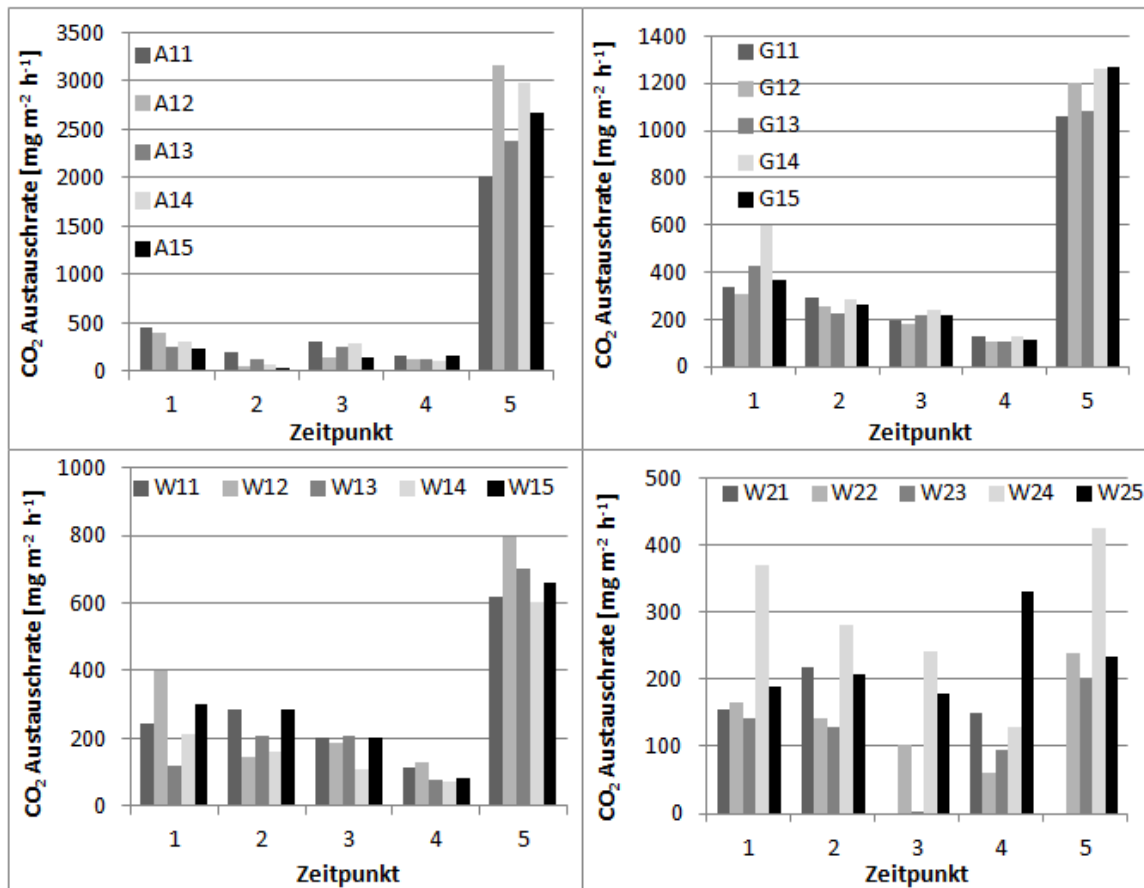 CO₂ Austauschrate [mg m⁻² h⁻¹]
3500
3000
2500
2000
1500
1000
500
0
A11
A12
A13
A14
A15
1 2 3 4 5
Zeitpunkt
CO₂ Austauschrate [mg m⁻² h⁻¹]
1400
1200
1000
800
600
400
200
0
G11
G12
G13
G14
G15
1 2 3 4 5
Zeitpunkt
CO₂ Austauschrate [mg m⁻² h⁻¹]
1000
800
600
400
200
0
W11 W12 W13 W14 W15
1 2 3 4 5
Zeitpunkt
CO₂ Austauschrate [mg m⁻² h⁻¹]
500
400
300
200
100
0
W21 W22 W23 W24 W25
1 2 3 4 5
Zeitpunkt